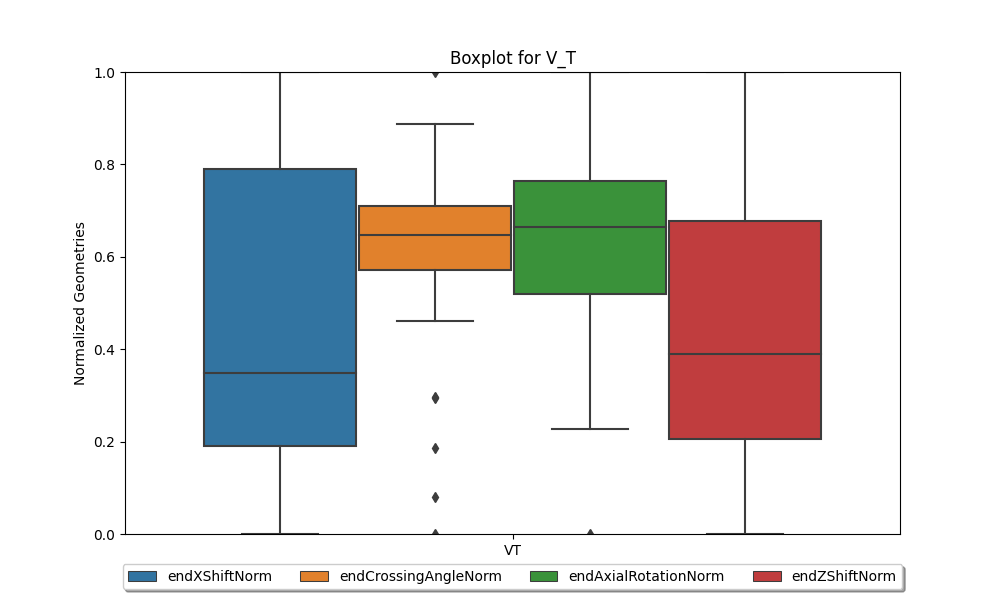 Boxplot for V_T
1.0
0.8
0.6
0.4
0.2
0.0
Normalized Geometries
VT
endXShiftNorm endCrossingAngleNorm endAxialRotationNorm endZShiftNorm